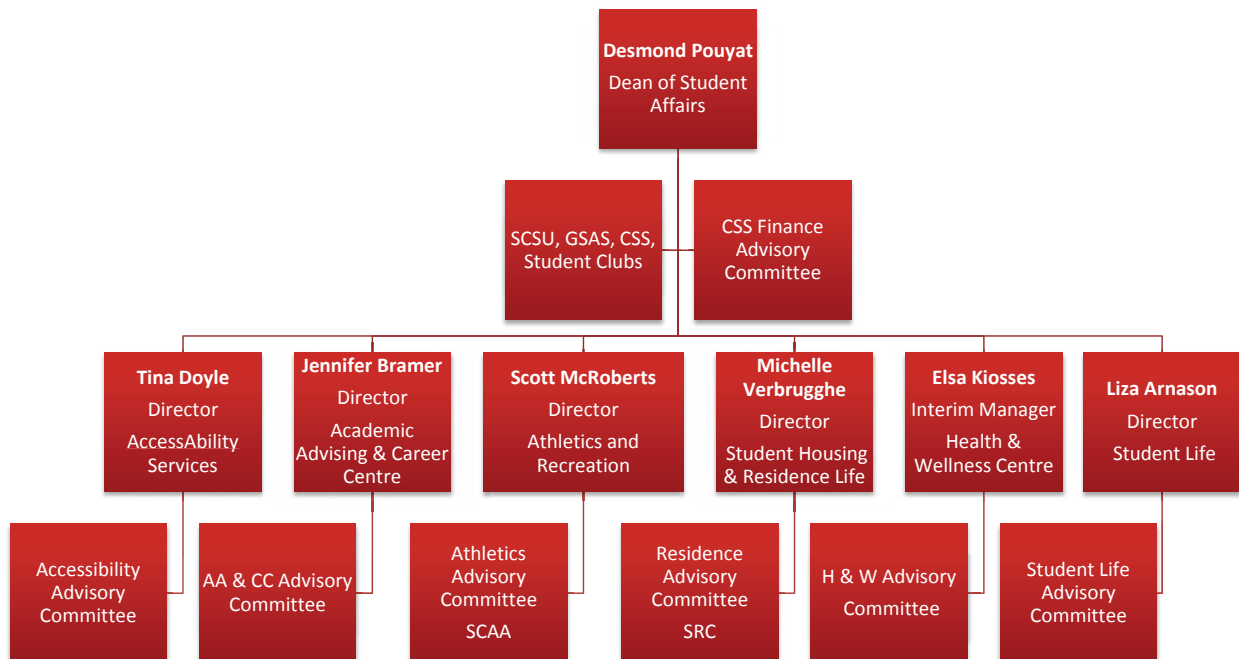 Desmond Pouyat
Dean of Student
Affairs
SCSU, GSAS, CSS,
Student Clubs
CSS Finance
Advisory
Committee
Tina Doyle
Director
AccessAbility
Services
Jennifer Bramer
Director
Academic
Advising & Career
Centre
Scott McRoberts
Director
Athletics and
Recreation
Michelle
Verbrugghe
Director
Student Housing
& Residence Life
Elsa Kiosses
Interim Manager
Health &
Wellness Centre
Liza Arnason
Director
Student Life
Accessibility
Advisory
Committee
AA & CC Advisory
Committee
Athletics
Advisory
Committee
SCAA
Residence
Advisory
Committee
SRC
H & W Advisory
Committee
Student Life
Advisory
Committee